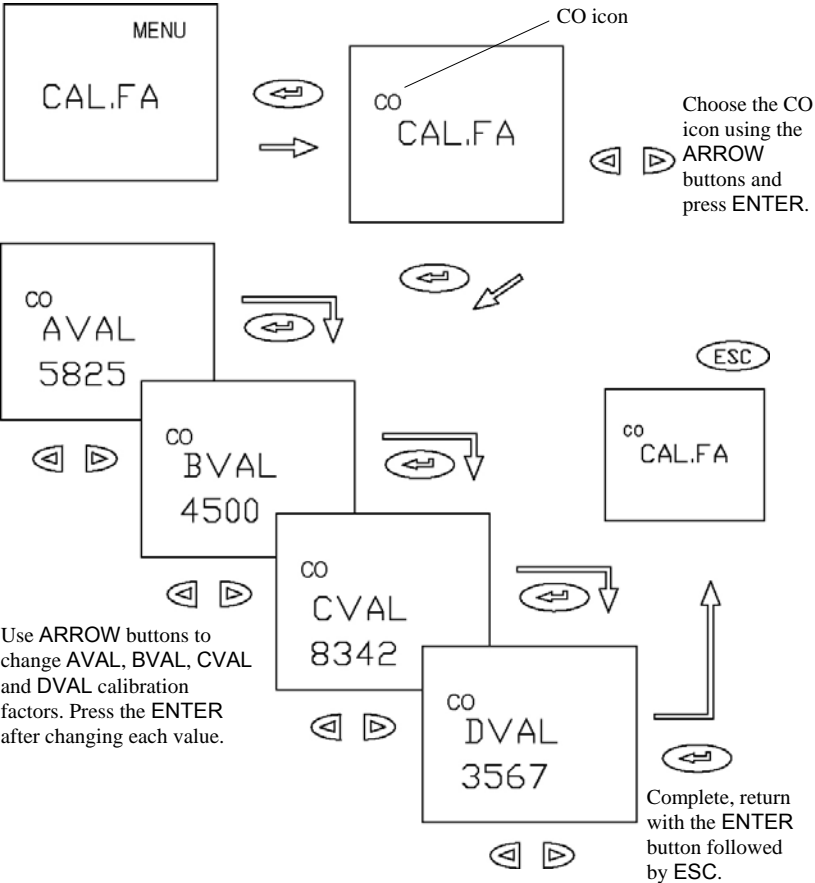 CO icon
MENU
CAL.FA
CO
CAL.FA
Choose the CO
icon using the
ARROW
buttons and
press ENTER.
CO
AVAL
5825
CO
BVAL
4500
CO
CVAL
8342
CO
DVAL
3567
Use ARROW buttons to
change AVAL, BVAL, CVAL
and DVAL calibration
factors. Press the ENTER
after changing each value.
ESC
CO
CAL.FA
Complete, return
with the ENTER
button followed
by ESC.